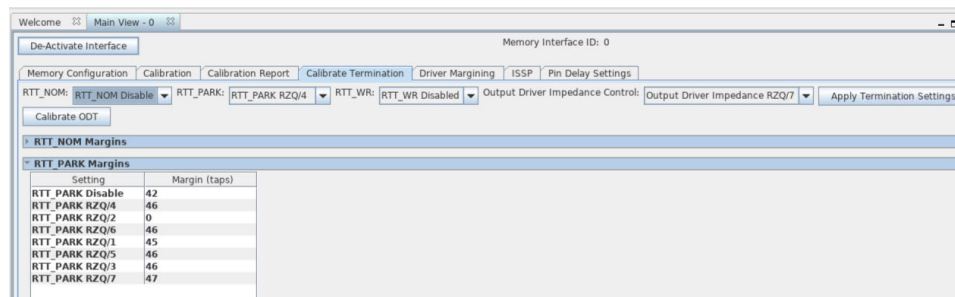 Welcome Main View - 0
De-Activate Interface Memory Interface ID: 0
Memory Configuration Calibration Calibration Report Calibrate Termination Driver Margining ISSP Pin Delay Settings
RTT_NOM: RTT_NOM Disable RTT_PARK: RTT_PARK RZQ/4 RTT_WR: RTT_WR Disabled Output Driver Impedance Control: Output Driver Impedance RZQ/7 Apply Termination Settings
Calibrate ODT
RTT_NOM Margins
RTT_PARK Margins
Setting Margin (taps)
RTT_PARK Disable 42
RTT_PARK RZQ/4 46
RTT_PARK RZQ/2 0
RTT_PARK RZQ/6 46
RTT_PARK RZQ/1 45
RTT_PARK RZQ/5 46
RTT_PARK RZQ/3 46
RTT_PARK RZQ/7 47